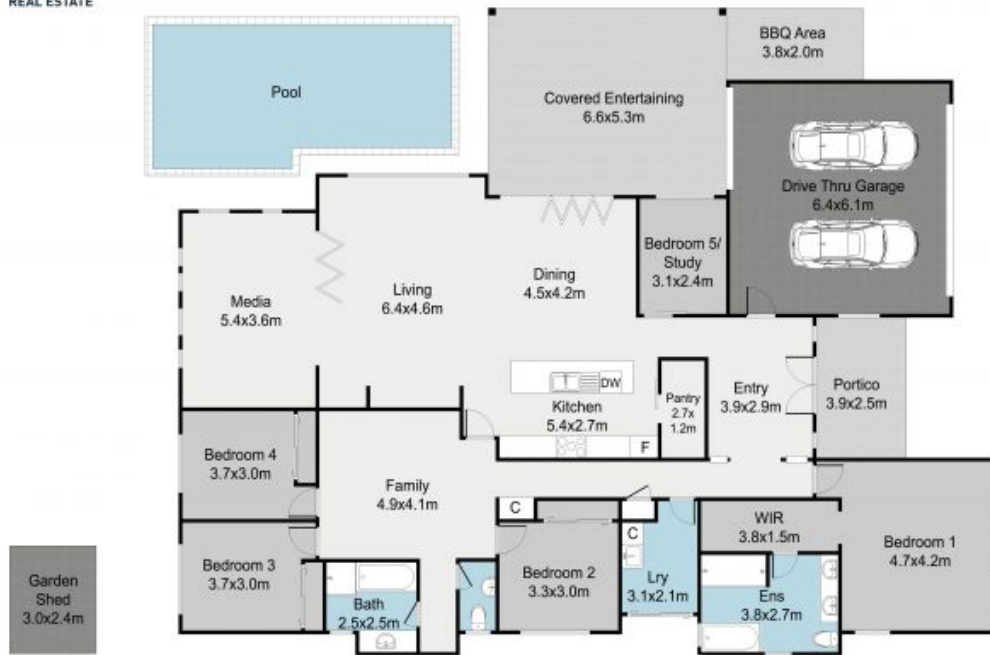 REAL ESTATE
Pool
BBQ Area
3.8x2.0m
Covered Entertaining
6.6x5.3m
Drive Thru Garage
6.4x6.1m
Bedroom 5/
Study
3.1x2.4m
Dining
4.5x4.2m
Living
6.4x4.6m
Media
5.4x3.6m
DW
Kitchen
5.4x2.7m
F
Pantry
2.7x
1.2m
Entry
3.9x2.9m
Portico
3.9x2.5m
Bedroom 4
3.7x3.0m
Family
4.9x4.1m
C
C
WIR
3.8x1.5m
Bedroom 1
4.7x4.2m
Bedroom 3
3.7x3.0m
Bedroom 2
3.3x3.0m
Lry
3.1x2.1m
Ens
3.8x2.7m
Bath
2.5x2.5m
Garden
Shed
3.0x2.4m